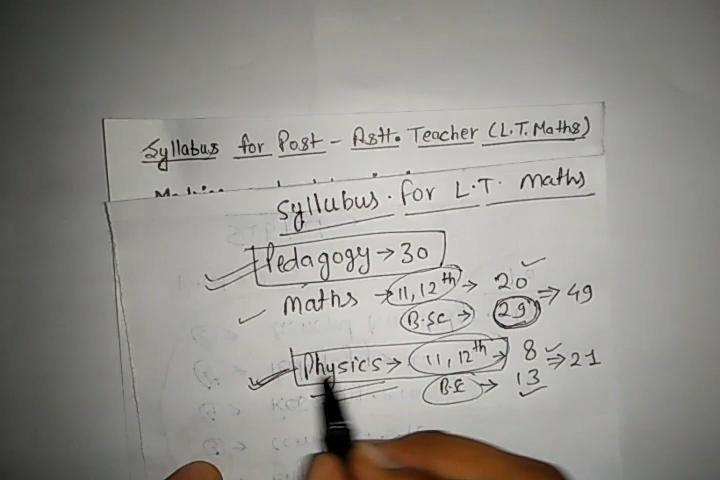 Syllabus for Post - Astt. Teacher (L.T. Maths)
Syllabus for L.T. Maths
Pedagogy → 30
Maths → 11, 12th → 20
B.SC → 29 ⇒ 49
Physics → 11, 12th → 8
B.SC → 13 ⇒ 21